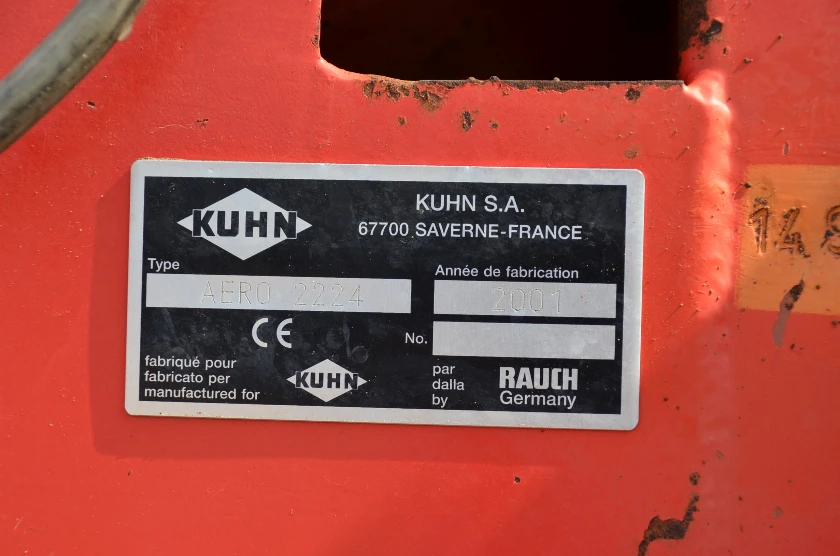 KUHN
KUHN S.A.
67700 SAVERNE-FRANCE
Type
AERO 2224
Année de fabrication
2001
CE
No.
fabriqué pour
fabricato per
manufactured for
KUHN
par
dalla
by
RAUCH
Germany
148